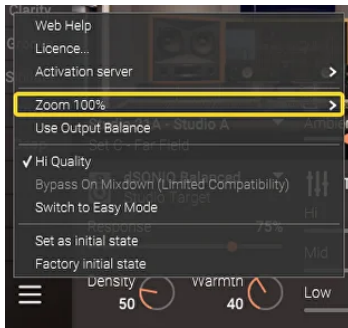 Clarity
Web Help
Licence...
Activation server
Zoom 100%
Use Output Balance
Studio A
Set C - Far Field
✓ Hi Quality
dSONIQ Balanced
Bypass On Mixdown (Limited Compatibility)
Studio Target
Switch to Easy Mode
Hi
Response 75%
Set as initial state
Mid
Factory initial state
Density 50
Warmth 40
Low